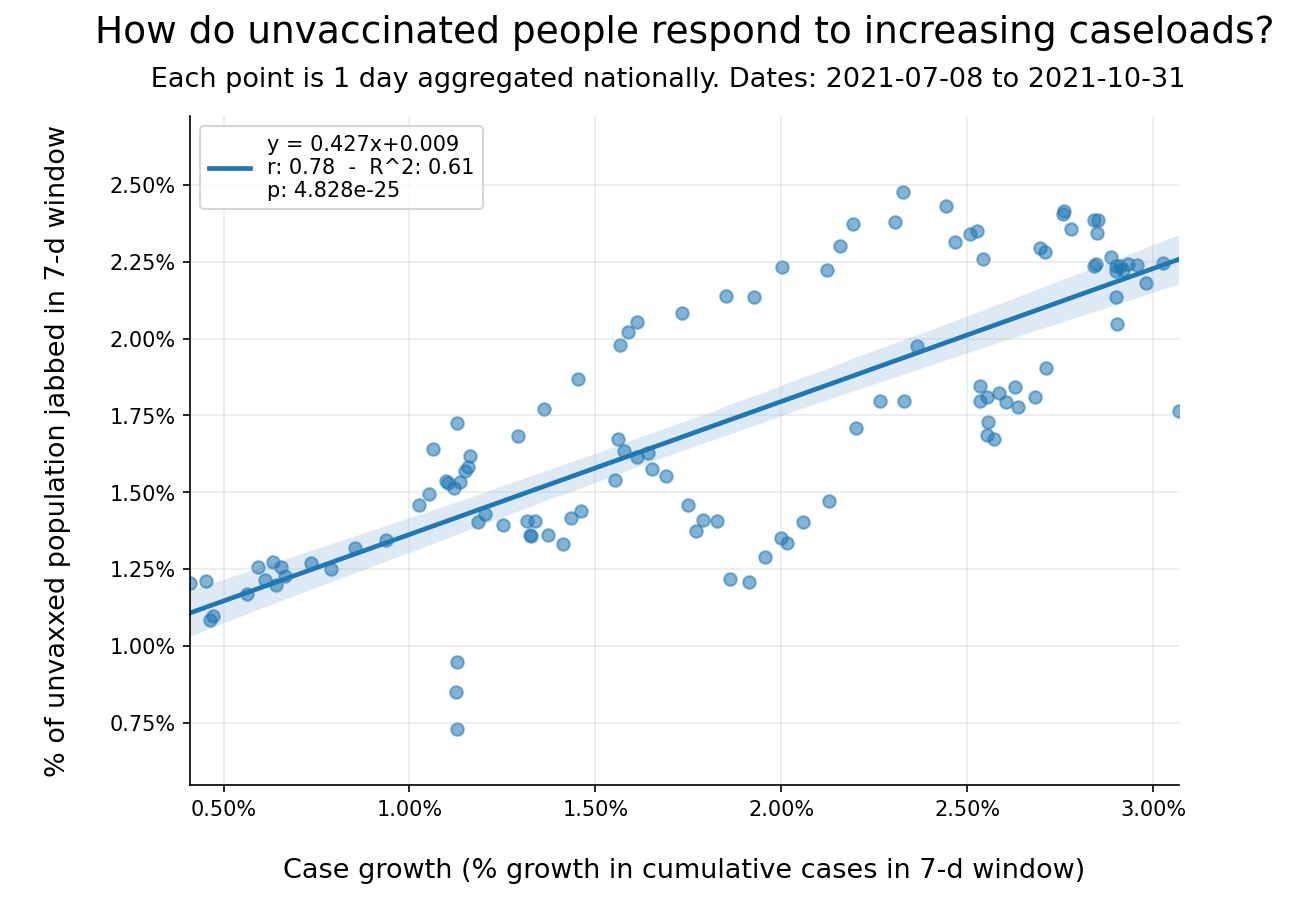 How do unvaccinated people respond to increasing caseloads?
Each point is 1 day aggregated nationally. Dates: 2021-07-08 to 2021-10-31
y = 0.427x+0.009
r: 0.78  -  R^2: 0.61
p: 4.828e-25
% of unvaxxed population jabbed in 7-d window
2.50%
2.25%
2.00%
1.75%
1.50%
1.25%
1.00%
0.75%
0.50% 1.00% 1.50% 2.00% 2.50% 3.00%
Case growth (% growth in cumulative cases in 7-d window)